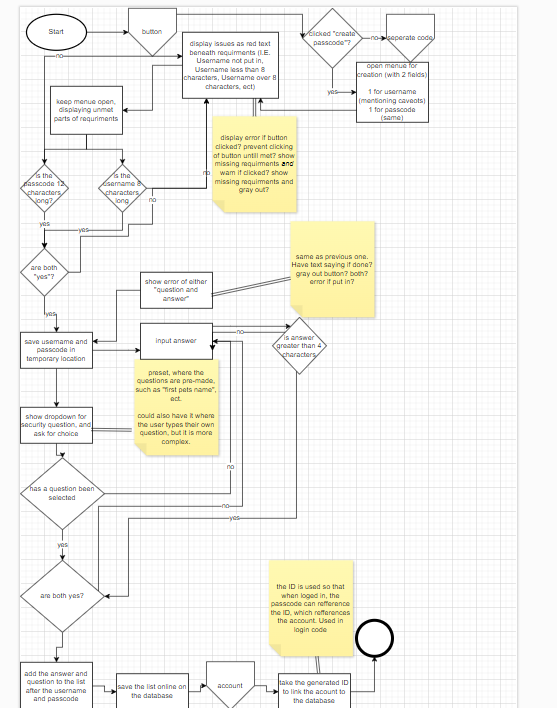 Start
button
clicked "create
passcode"?
no
seperate code
yes
open menue for
creation (with 2 fields)
1 for username
(mentioning caveots)
1 for passcode
(same)
display issues as red text
beneath requirments (I.E.
Username not put in,
Username less than 8
characters, Username over 8
characters, ect)
no
keep menue open,
displaying unmet
parts of requriments
display error if button
clicked? prevent clicking
of button untill met? show
missing requirments and
warn if clicked? show
missing requirments and
gray out?
is the
passcode 12
characters
long?
is the
username 8
characters
long
no
no
yes
yes
are both
"yes"?
same as previous one.
Have text saying if done?
gray out button? both?
error if put in?
show error of either
"question and
answer"
yes
save username and
passcode in
temporary location
input answer
no
is answer
greater than 4
characters
preset, where the
questions are pre-made,
such as "first pets name",
ect.
could also have it where
the user types their own
question, but it is more
complex.
show dropdown for
security question, and
ask for choice
no
has a question been
selected
no
yes
yes
are both yes?
the ID is used so that
when loged in, the
passcode can refference
the ID, which refferences
the account. Used in
login code
add the answer and
question to the list
after the username
and passcode
save the list online on
the database
account
take the generated ID
to link the acount to
the database